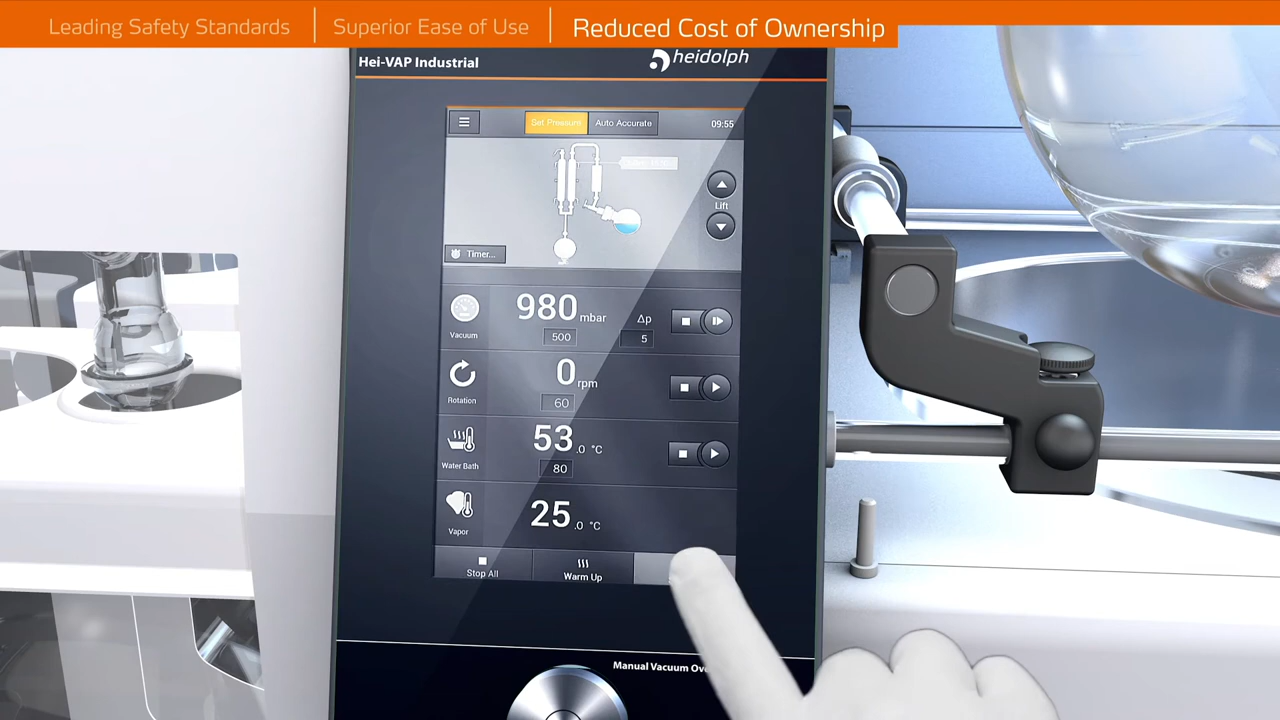 Leading Safety Standards
Superior Ease of Use
Reduced Cost of Ownership
Hei-VAP Industrial
heidolph
Set Pressure
Auto Accurate
09:55
Lift
Timer...
980 mbar
Δp
Vacuum
500
5
0 rpm
Rotation
60
53.0 °C
Water Bath
80
25.0 °C
Vapor
Stop All
Warm Up
Manual Vacuum